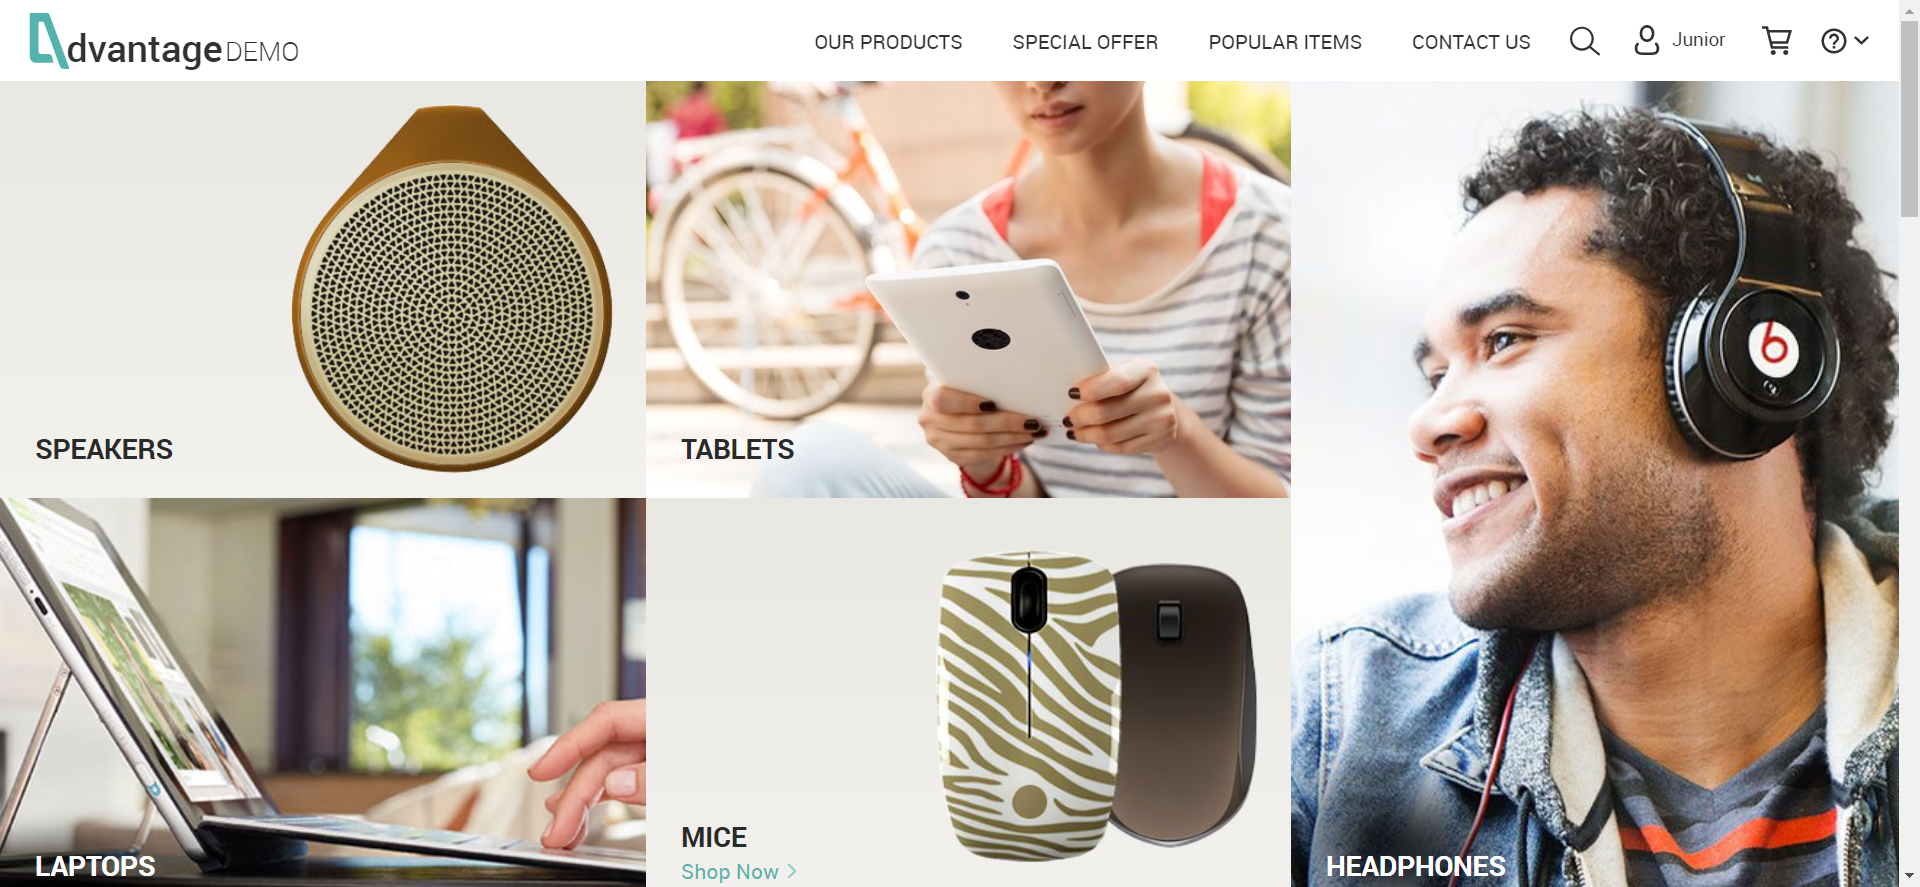 dvantage DEMO
OUR PRODUCTS
SPECIAL OFFER
POPULAR ITEMS
CONTACT US
Junior
SPEAKERS
TABLETS
LAPTOPS
MICE
Shop Now
HEADPHONES